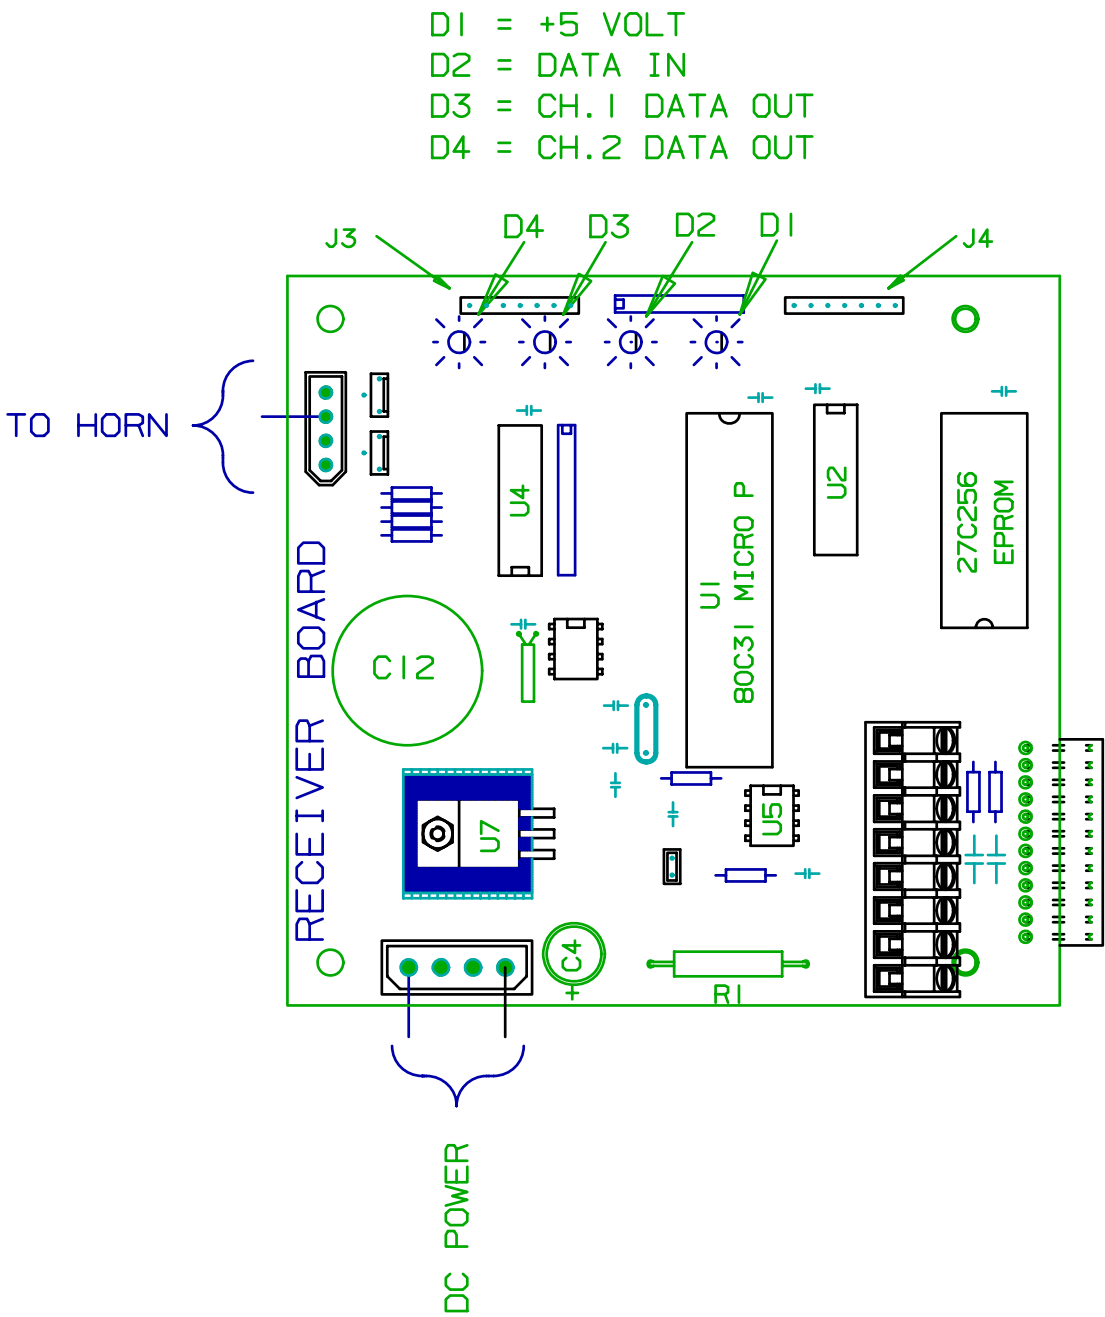 D1 = +5 VOLT
D2 = DATA IN
D3 = CH.1 DATA OUT
D4 = CH.2 DATA OUT
J3
D4
D3
D2
D1
J4
TO HORN
U4
U1
80C31 MICRO P
U2
27C256
EPROM
RECEIVER BOARD
C12
U7
U5
C4
+
R1
DC POWER